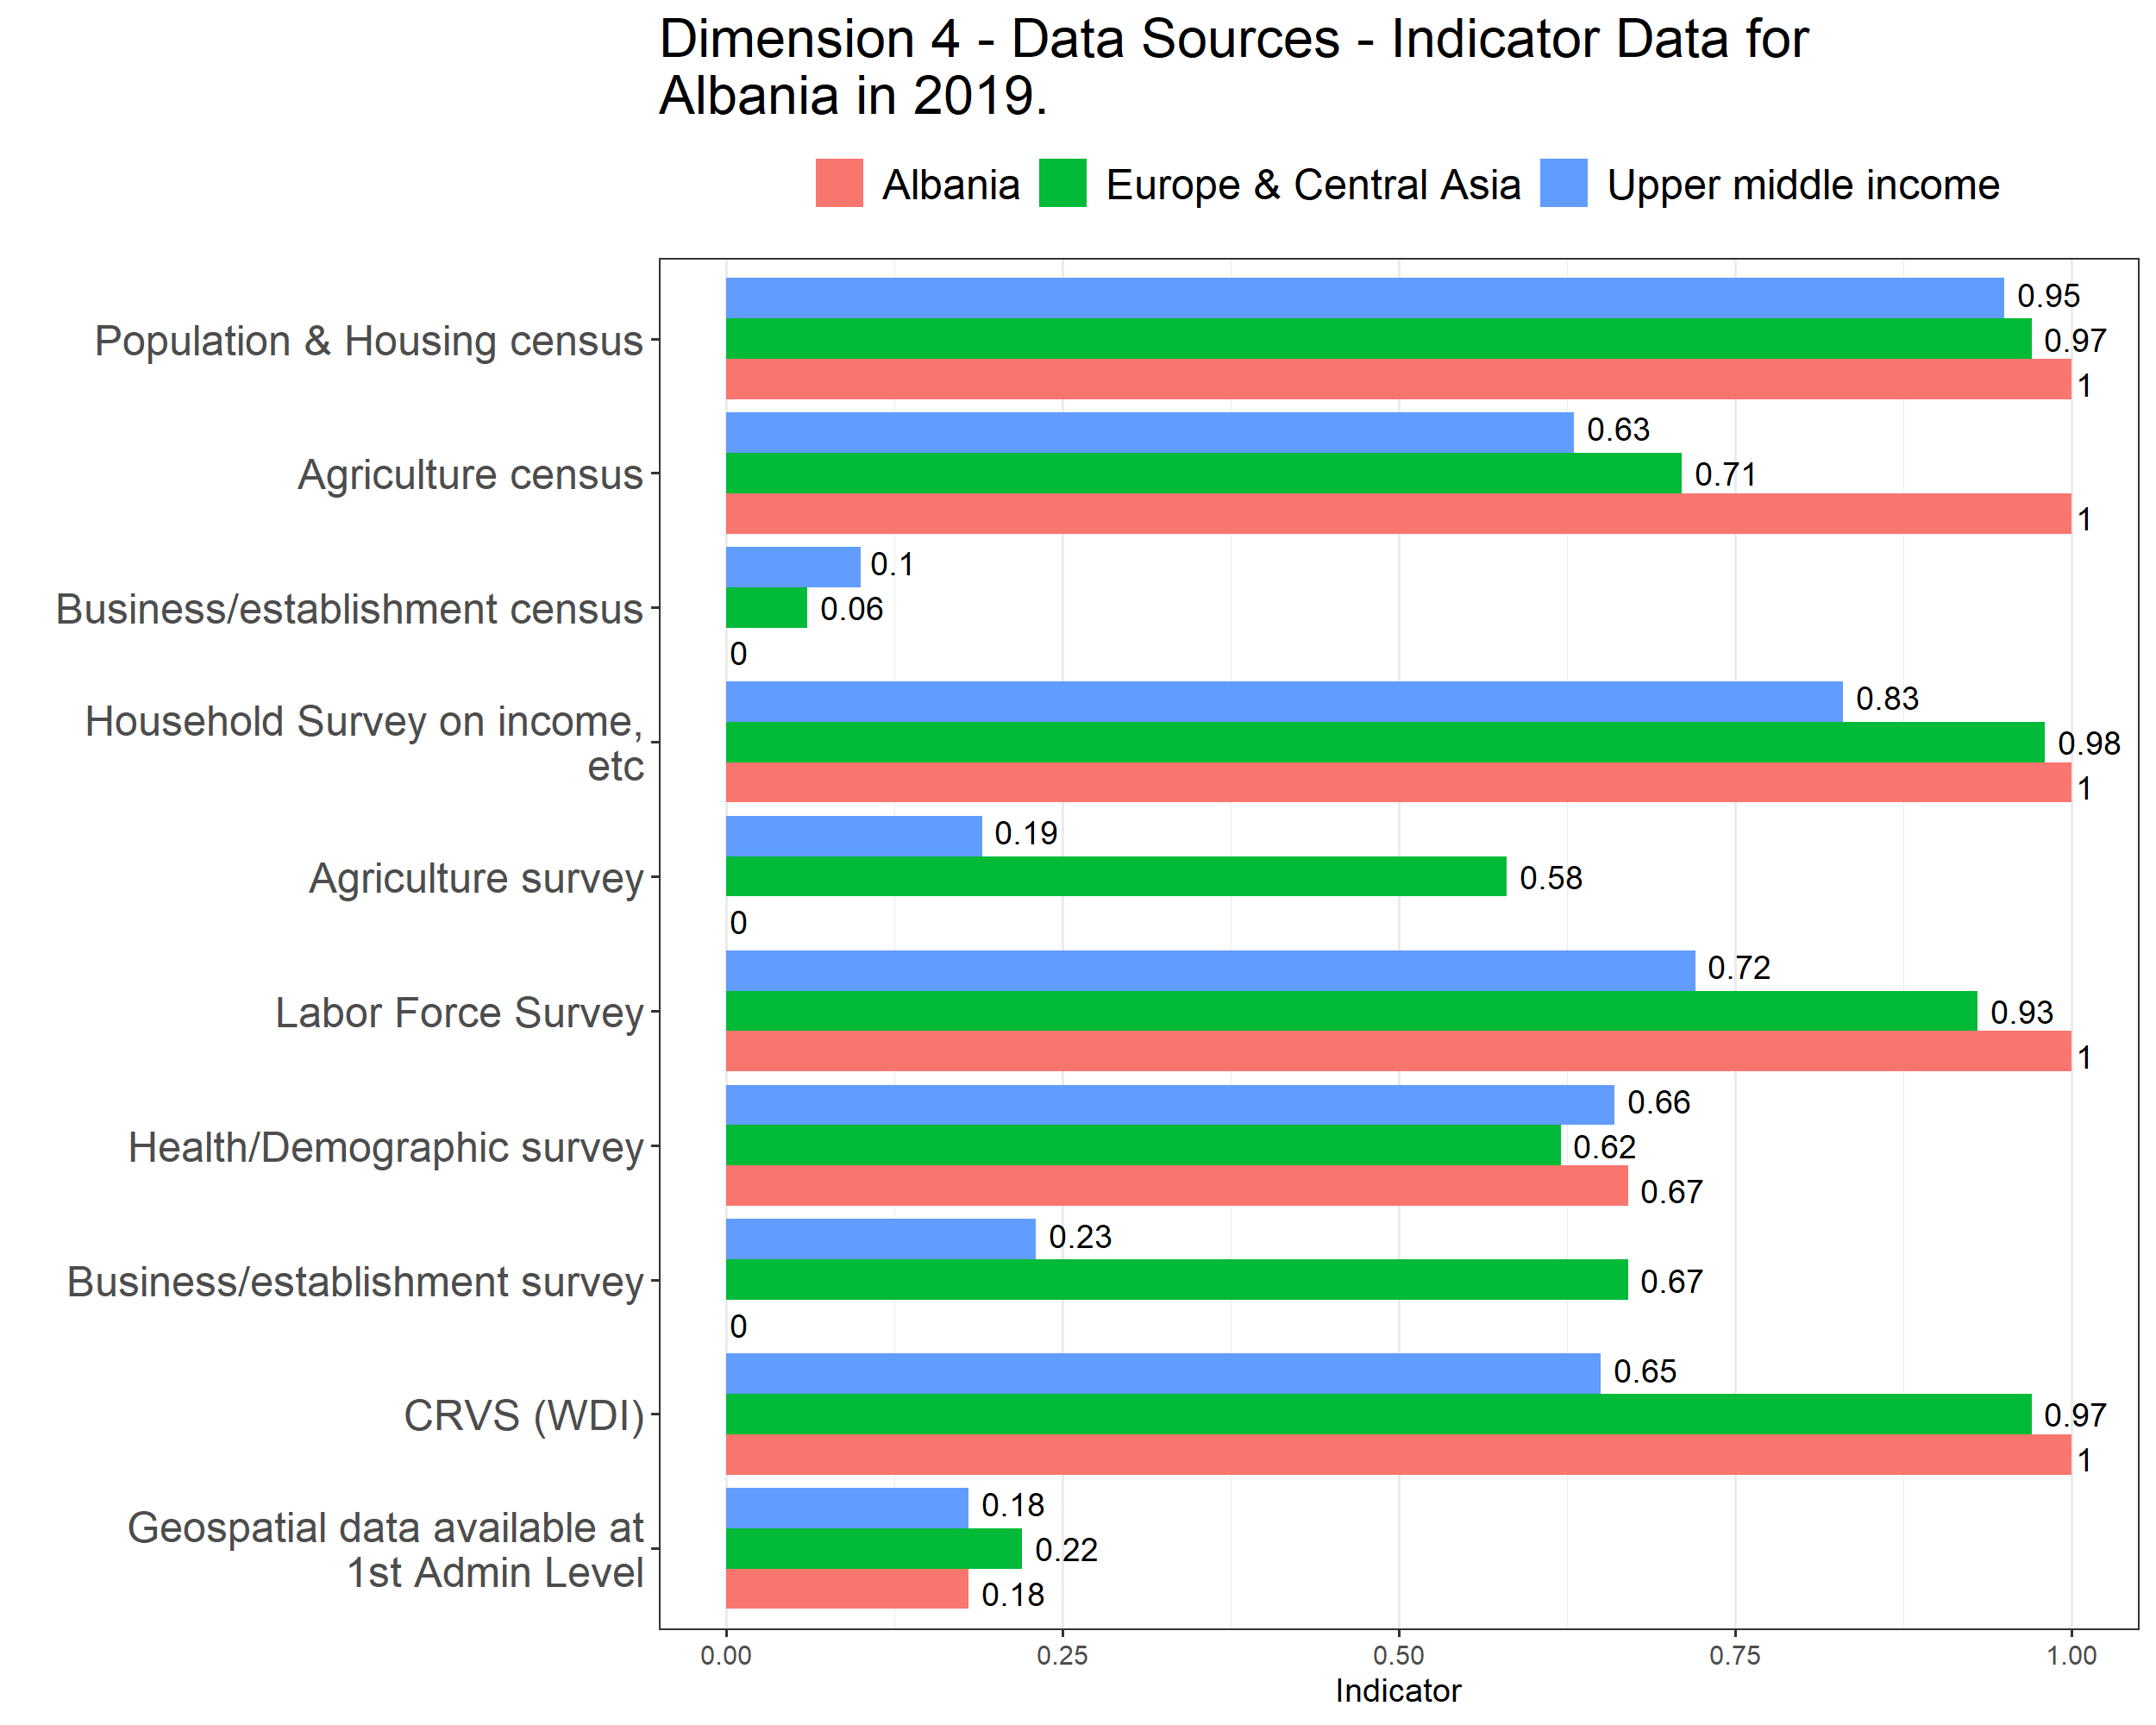 Dimension 4 - Data Sources - Indicator Data for
Albania in 2019.
Albania
Europe & Central Asia
Upper middle income
Population & Housing census
0.95
0.97
1
Agriculture census
0.63
0.71
1
Business/establishment census
0.1
0.06
0
Household Survey on income,
etc
0.83
0.98
1
Agriculture survey
0.19
0.58
0
Labor Force Survey
0.72
0.93
1
Health/Demographic survey
0.66
0.62
0.67
Business/establishment survey
0.23
0.67
0
CRVS (WDI)
0.65
0.97
1
Geospatial data available at
1st Admin Level
0.18
0.22
0.18
0.00
0.25
0.50
0.75
1.00
Indicator